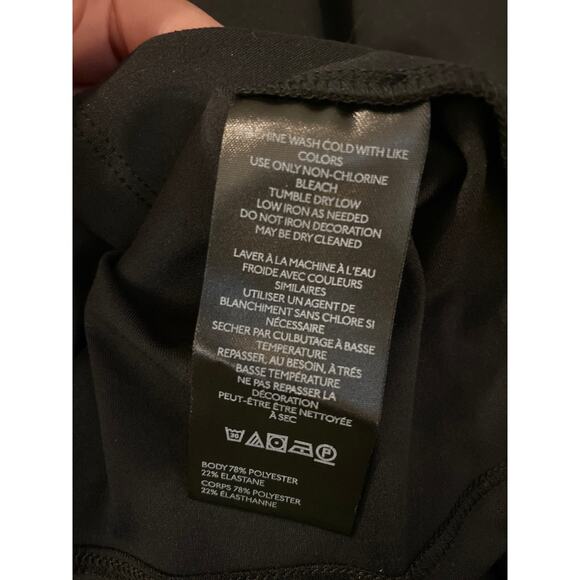 MACHINE WASH COLD WITH LIKE
COLORS
USE ONLY NON-CHLORINE
BLEACH
TUMBLE DRY LOW
LOW IRON AS NEEDED
DO NOT IRON DECORATION
MAY BE DRY CLEANED
LAVER À LA MACHINE À L'EAU
FROIDE AVEC COULEURS
SIMILAIRES
UTILISER UN AGENT DE
BLANCHIMENT SANS CHLORE SI
NÉCESSAIRE
SECHER PAR CULBUTAGE À BASSE
TEMPERATURE
REPASSER, AU BESOIN, À TRÉS
BASSE TEMPÉRATURE
NE PAS REPASSER LA
DÉCORATION
PEUT-ÊTRE ÊTRE NETTOYÉE
À SEC
30 P
BODY 78% POLYESTER
22% ELASTANE
CORPS 78% POLYESTER
22% ÉLASTHANNE